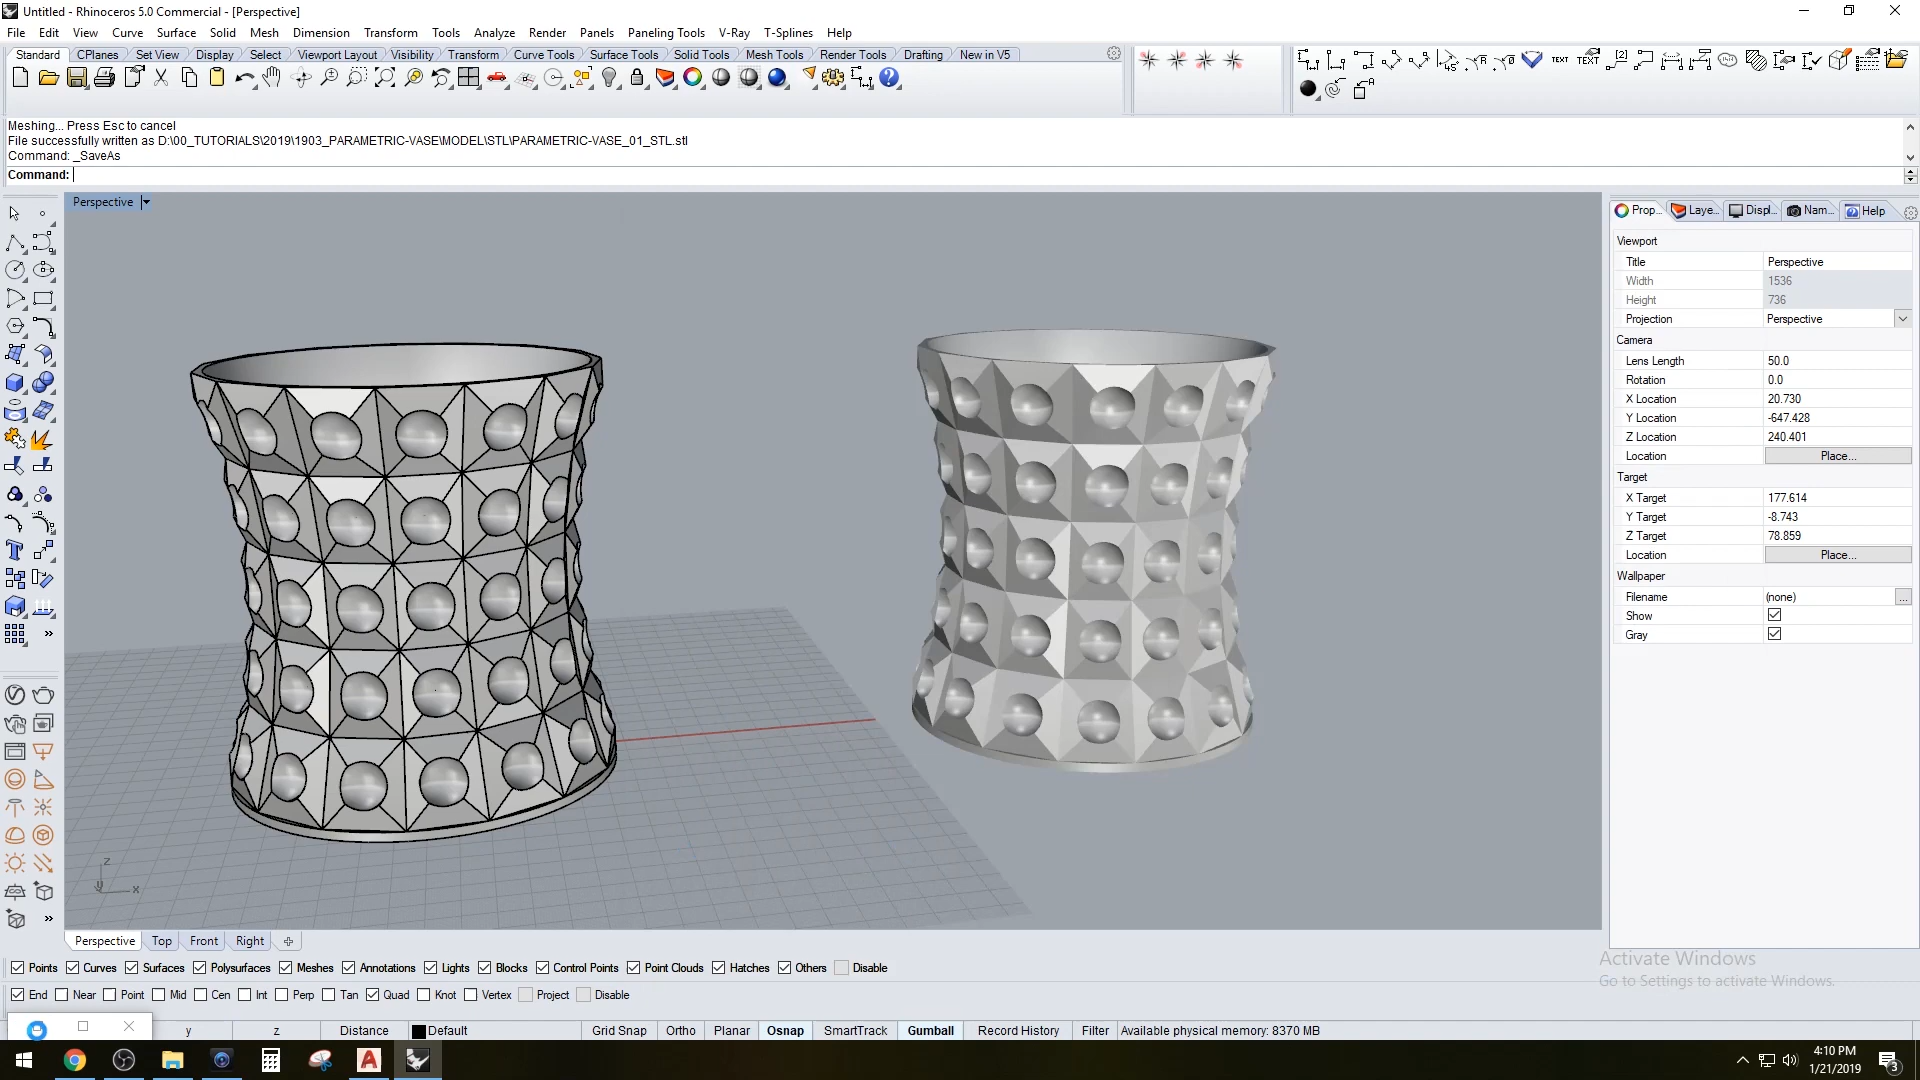 Untitled - Rhinoceros 5.0 Commercial - [Perspective]
File Edit View Curve Surface Solid Mesh Dimension Transform Tools Analyze Render Panels Paneling Tools V-Ray T-Splines Help
Standard CPlanes Set View Display Select Viewport Layout Visibility Transform Curve Tools Surface Tools Solid Tools Mesh Tools Render Tools Drafting New in V5
TEXT TEXT
Meshing... Press Esc to cancel
File successfully written as D:\00_TUTORIALS\2019\1903_PARAMETRIC-VASE\MODEL\STL\PARAMETRIC-VASE_01_STL.stl
Command: _SaveAs
Command:
Perspective
Prop... Laye... Displ... Nam... Help
Viewport
Title Perspective
Width 1536
Height 736
Projection Perspective
Camera
Lens Length 50.0
Rotation 0.0
X Location 20.730
Y Location -647.428
Z Location 240.401
Location Place...
Target
X Target 177.614
Y Target -8.743
Z Target 78.859
Location Place...
Wallpaper
Filename (none) ...
Show
Gray
z
y x
Perspective Top Front Right
Activate Windows
Go to Settings to activate Windows.
Points Curves Surfaces Polysurfaces Meshes Annotations Lights Blocks Control Points Point Clouds Hatches Others Disable
End Near Point Mid Cen Int Perp Tan Quad Knot Vertex Project Disable
y z Distance Default Grid Snap Ortho Planar Osnap SmartTrack Gumball Record History Filter Available physical memory: 8370 MB
4:10 PM
1/21/2019
3